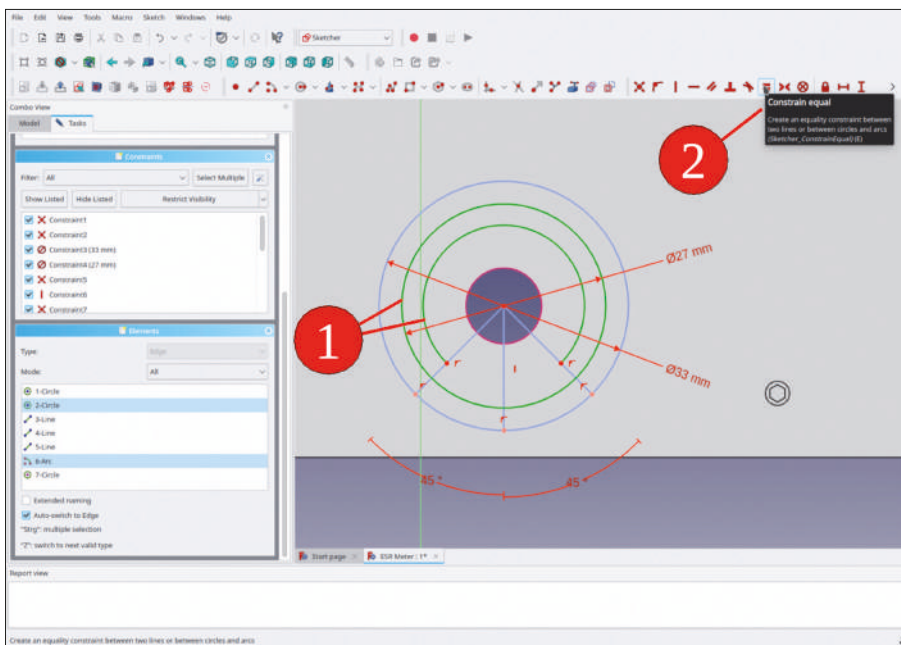 File Edit View Tools Macro Sketch Windows Help
Sketcher
Combo View
Model Tasks
Constraints
Filter: All Select Multiple
Show Listed Hide Listed Restrict Visibility
Constraint1
Constraint2
Constraint3 (33 mm)
Constraint4 (27 mm)
Constraint5
Constraint6
Constraint7
Elements
Type: Edge
Mode: All
1-Circle
2-Circle
3-Line
4-Line
5-Line
6-Arc
7-Circle
Extended naming
Auto-switch to Edge
"Strg": multiple selection
"Z": switch to next valid type
Constrain equal
Create an equality constraint between
two lines or between circles and arcs
(Sketcher_ConstrainEqual) (E)
2
1
Ø27 mm
Ø33 mm
r
r
r
r
r
45 °
45 °
Start page
ESR Meter : 1*
Report view
Create an equality constraint between two lines or between circles and arcs